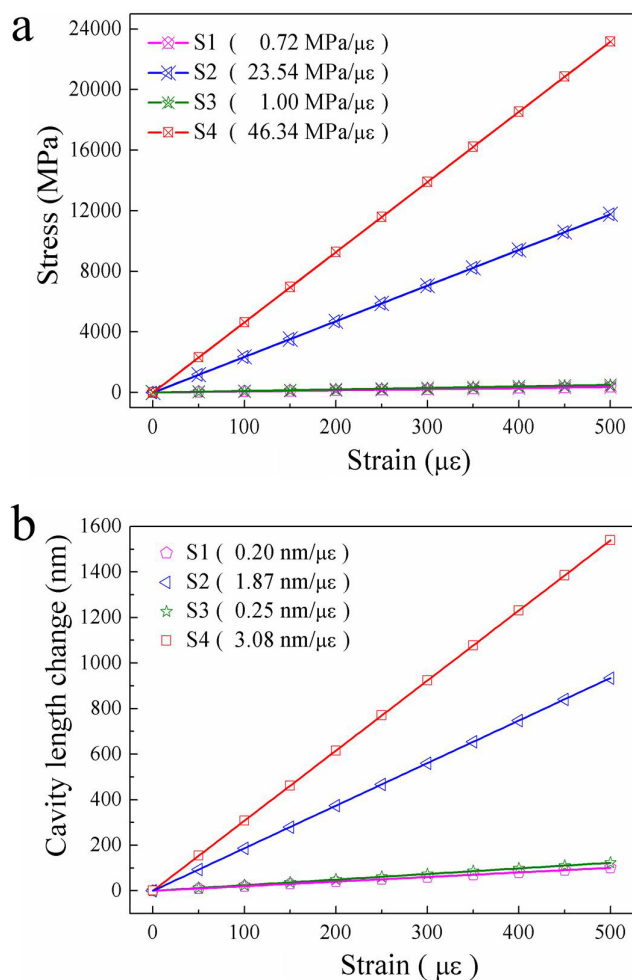 a
24000
20000
16000
12000
8000
4000
0
Stress (MPa)
S1 ( 0.72 MPa/με )
S2 ( 23.54 MPa/με )
S3 ( 1.00 MPa/με )
S4 ( 46.34 MPa/με )
0 100 200 300 400 500
Strain (με)
b
1600
1400
1200
1000
800
600
400
200
0
Cavity length change (nm)
S1 ( 0.20 nm/με )
S2 ( 1.87 nm/με )
S3 ( 0.25 nm/με )
S4 ( 3.08 nm/με )
0 100 200 300 400 500
Strain (με)